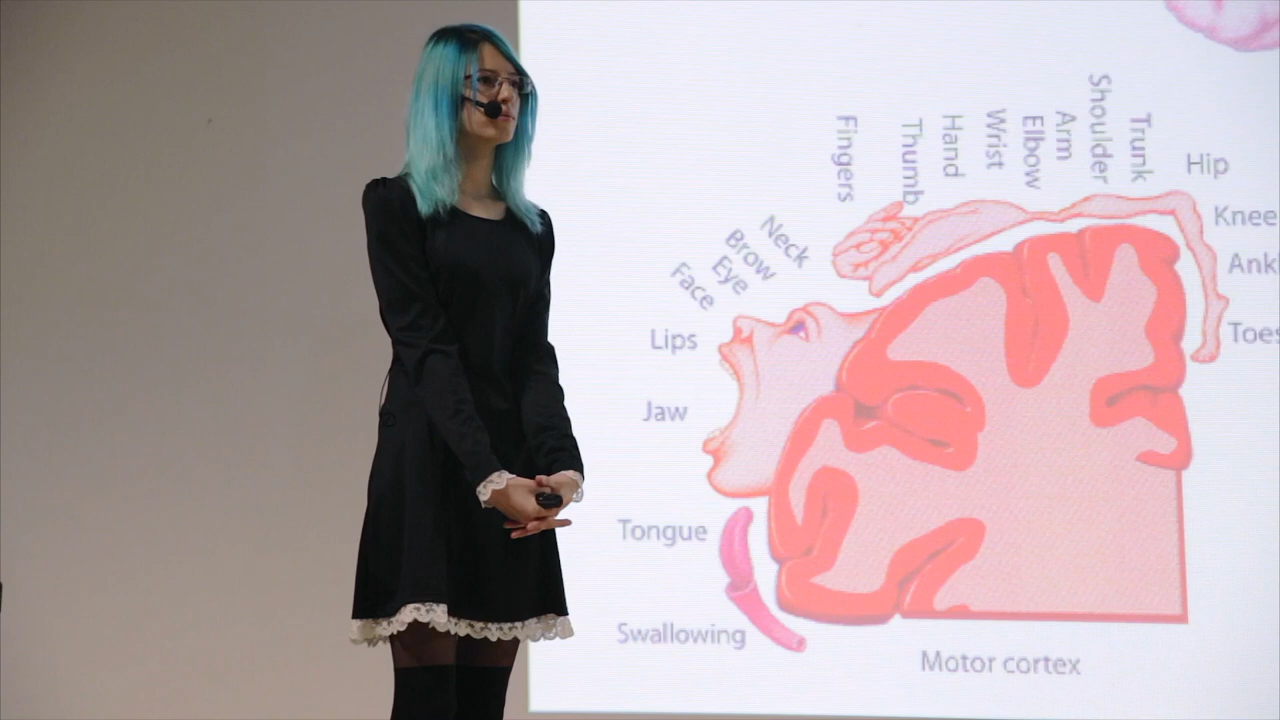 Fingers
Thumb
Hand
Wrist
Elbow
Arm
Shoulder
Trunk
Hip
Knee
Ank
Toes
Neck
Brow
Eye
Face
Lips
Jaw
Tongue
Swallowing
Motor cortex